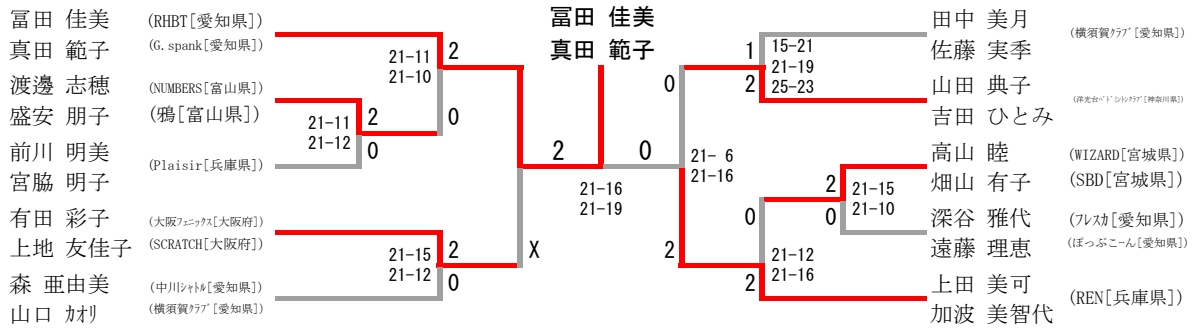 冨田 佳美
(RHBT[愛知県])
真田 範子
(G.spank[愛知県])
渡邊 志穂
(NUMBERS[富山県])
盛安 朋子
(鴉[富山県])
前川 明美
(Plaisir[兵庫県])
宮脇 明子
有田 彩子
(大阪フェニックス[大阪府])
上地 友佳子
(SCRATCH[大阪府])
森 亜由美
(中川シャトル[愛知県])
山口 カオリ
(横須賀クラブ[愛知県])
21-11
21-10
2
0
21-11
21-12
2
0
21-15
21-12
2
0
X
冨田 佳美
真田 範子
2
0
21-16
21-19
0
2
21- 6
21-16
1
2
15-21
21-19
25-23
2
0
21-15
21-10
0
2
21-12
21-16
田中 美月
(横須賀クラブ[愛知県])
佐藤 実季
山田 典子
(洋光台バドミントンクラブ[神奈川県])
吉田 ひとみ
高山 睦
(WIZARD[宮城県])
畑山 有子
(SBD[宮城県])
深谷 雅代
(フレスカ[愛知県])
遠藤 理恵
(ぽっぷこーん[愛知県])
上田 美可
(REN[兵庫県])
加波 美智代